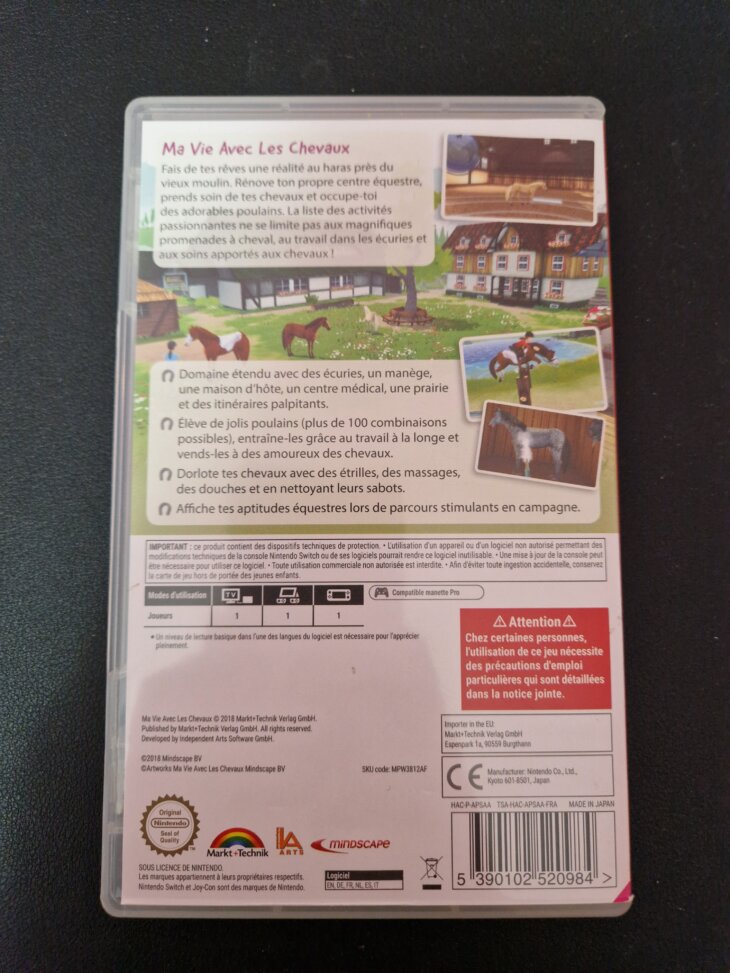 Ma Vie Avec Les Chevaux
Fais de tes rêves une réalité au haras près du
vieux moulin. Rénove ton propre centre équestre,
prends soin de tes chevaux et occupe-toi
des adorables poulains. La liste des activités
passionnantes ne se limite pas aux magnifiques
promenades à cheval, au travail dans les écuries et
aux soins apportés aux chevaux !
Domaine étendu avec des écuries, un manège,
une maison d'hôte, un centre médical, une prairie
et des itinéraires palpitants.
Élève de jolis poulains (plus de 100 combinaisons
possibles), entraîne-les grâce au travail à la longe et
vends-les à des amoureux des chevaux.
Dorlote tes chevaux avec des étrilles, des massages,
des douches et en nettoyant leurs sabots.
Affiche tes aptitudes équestres lors de parcours stimulants en campagne.
IMPORTANT : ce produit contient des dispositifs techniques de protection. • L'utilisation d'un appareil ou d'un logiciel non autorisé permettant des
modifications techniques de la console Nintendo Switch ou de ses logiciels pourrait rendre ce logiciel inutilisable. • Une mise à jour de la console peut
être nécessaire pour utiliser ce logiciel. • Toute utilisation commerciale non autorisée est interdite. • Afin d'éviter toute ingestion accidentelle, conservez
la carte de jeu hors de portée des jeunes enfants.
Modes d'utilisation
TV
Compatible manette Pro
Joueurs 1 1 1
• Un niveau de lecture basique dans l'une des langues du logiciel est nécessaire pour l'apprécier
pleinement.
Attention
Chez certaines personnes,
l'utilisation de ce jeu nécessite
des précautions d'emploi
particulières qui sont détaillées
dans la notice jointe.
Ma Vie Avec Les Chevaux © 2018 Markt+Technik Verlag GmbH.
Published by Markt+Technik Verlag GmbH. All rights reserved.
Developed by Independent Arts Software GmbH.
©2018 Mindscape BV
©Artworks Ma Vie Avec Les Chevaux Mindscape BV
SKU code: MPW3812AF
Importer in the EU:
Markt+Technik Verlag GmbH
Espenpark 1a, 90559 Burgthann
CE
Manufacturer: Nintendo Co., Ltd.,
Kyoto 601-8501, Japan
HAC-P-APSAA TSA-HAC-APSAA-FRA MADE IN JAPAN
Original
Nintendo
Seal of
Quality
TM
Markt+Technik
IA
ARTS
mindscape
SOUS LICENCE DE NINTENDO.
Les marques appartiennent à leurs propriétaires respectifs.
Nintendo Switch et Joy-Con sont des marques de Nintendo.
Logiciel
EN, DE, FR, NL, ES, IT
5 390102 520984 >